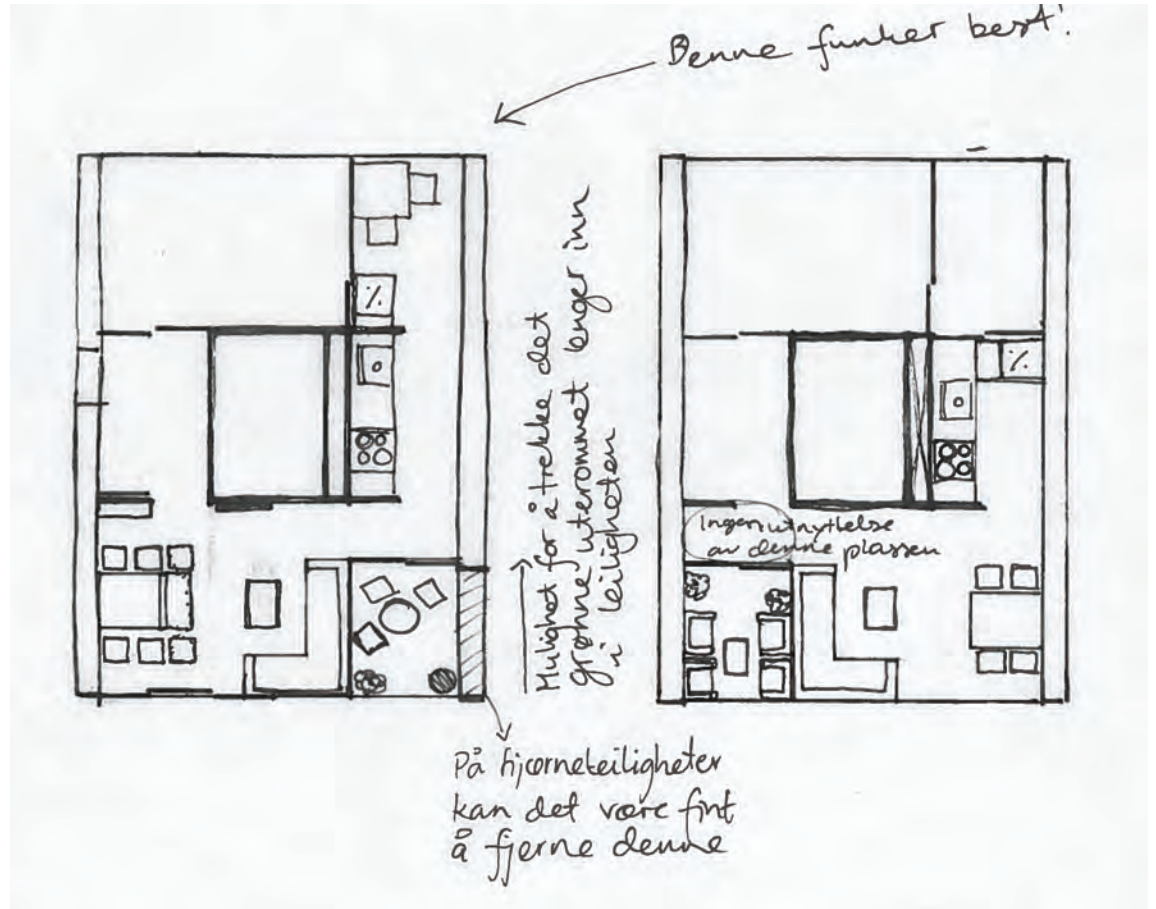 Denne funker best!
Mulighet for å trekke det
grønne uterommet lenger inn
i leiligheten
Ingen utnyttelse
av denne plassen
På hjørneleiligheter
kan det være fint
å fjerne denne